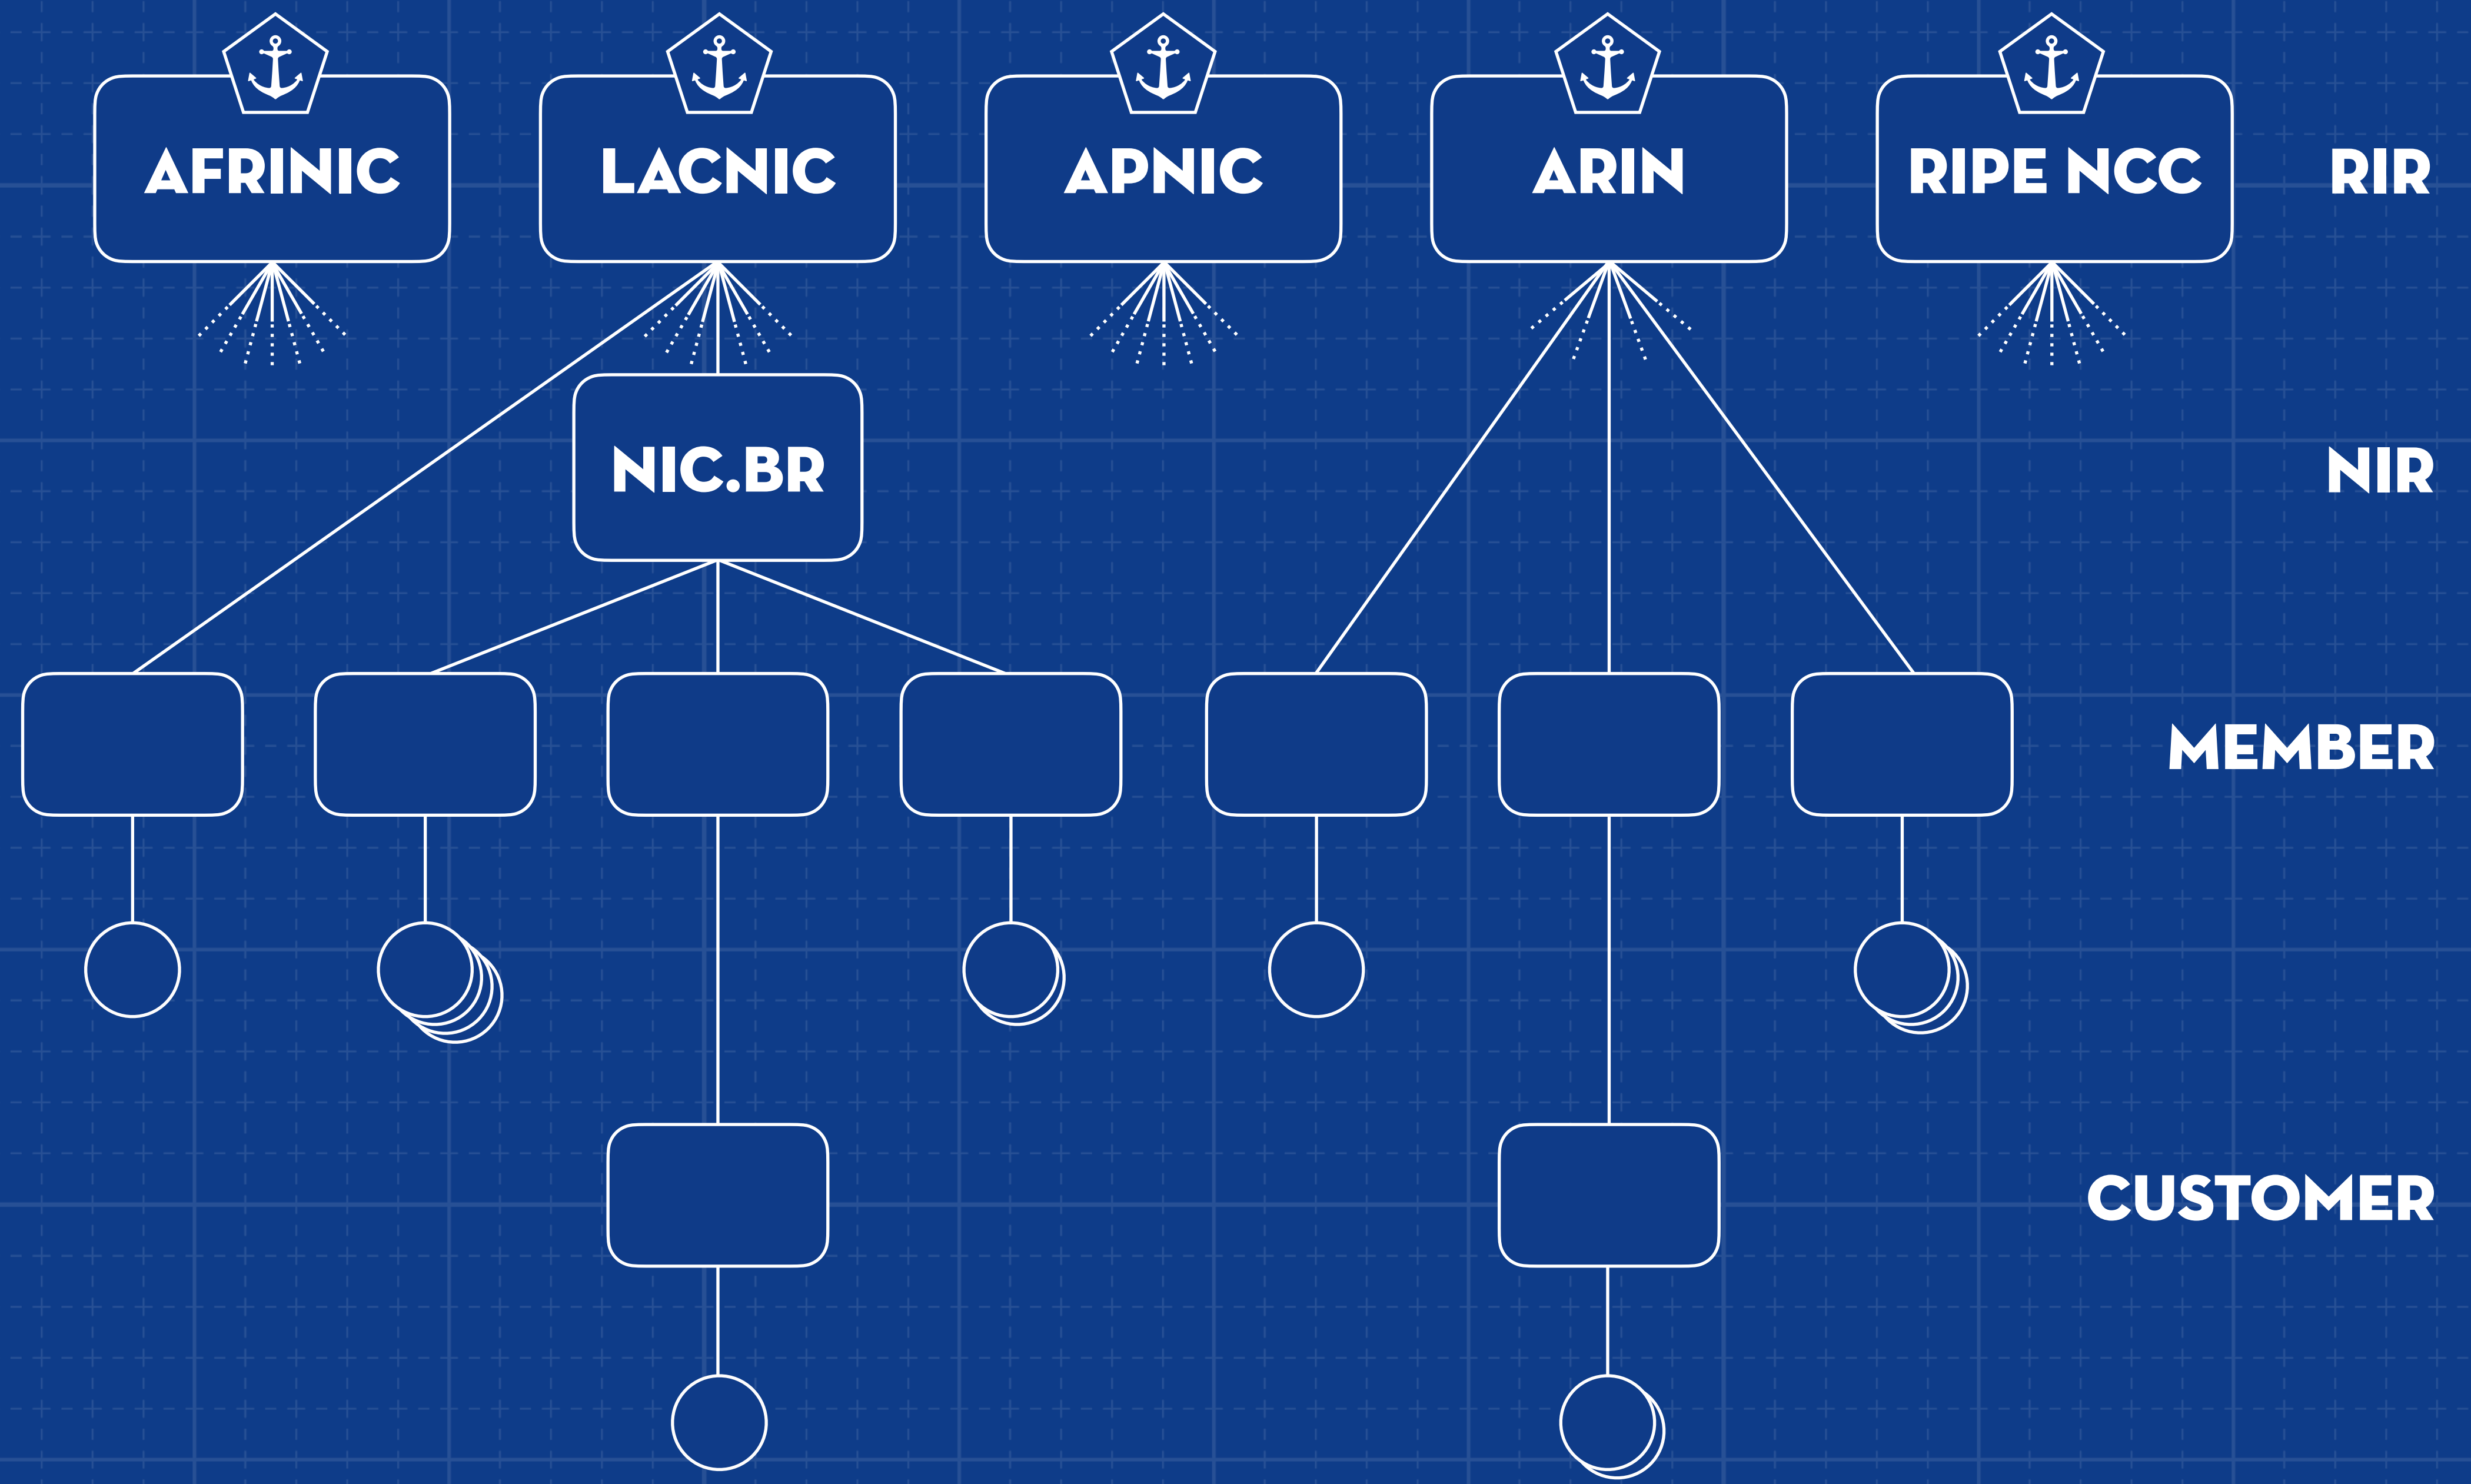 AFRINIC
LACNIC
APNIC
ARIN
RIPE NCC
RIR
NIC.BR
NIR
MEMBER
CUSTOMER